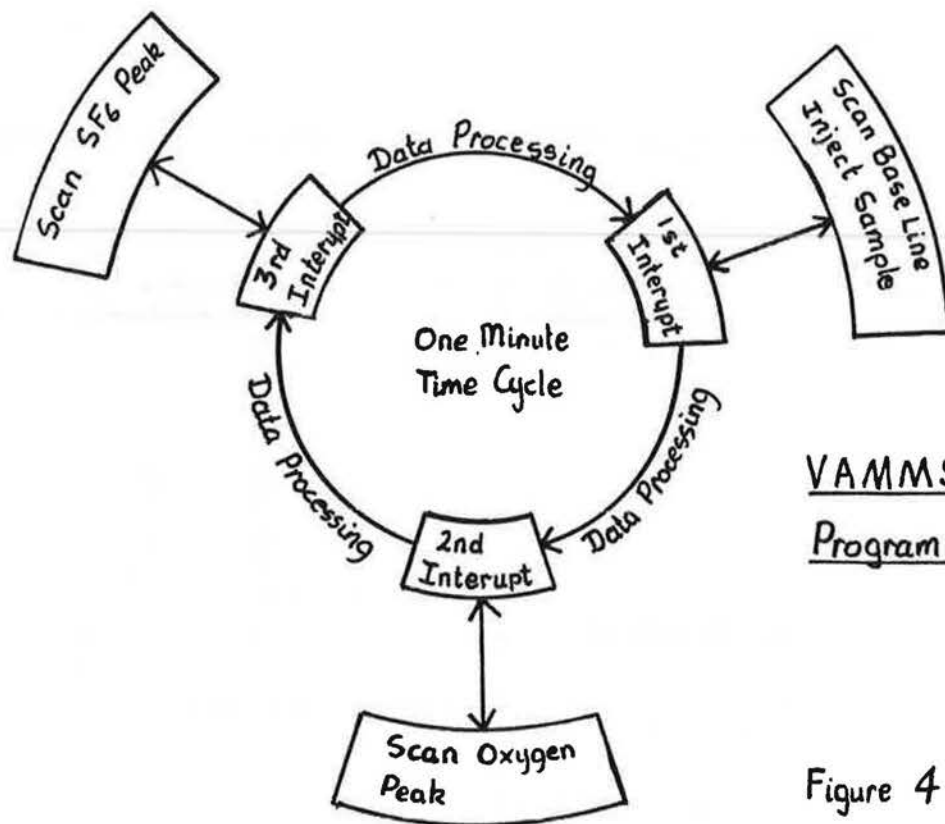 Scan SF6 Peak
Data Processing
Scan Base Line
Inject Sample
3rd
Interupt
1st
Interupt
One Minute
Time Cycle
Data Processing
Data Processing
2nd
Interupt
VAMMS
Program
Scan Oxygen
Peak
Figure 4